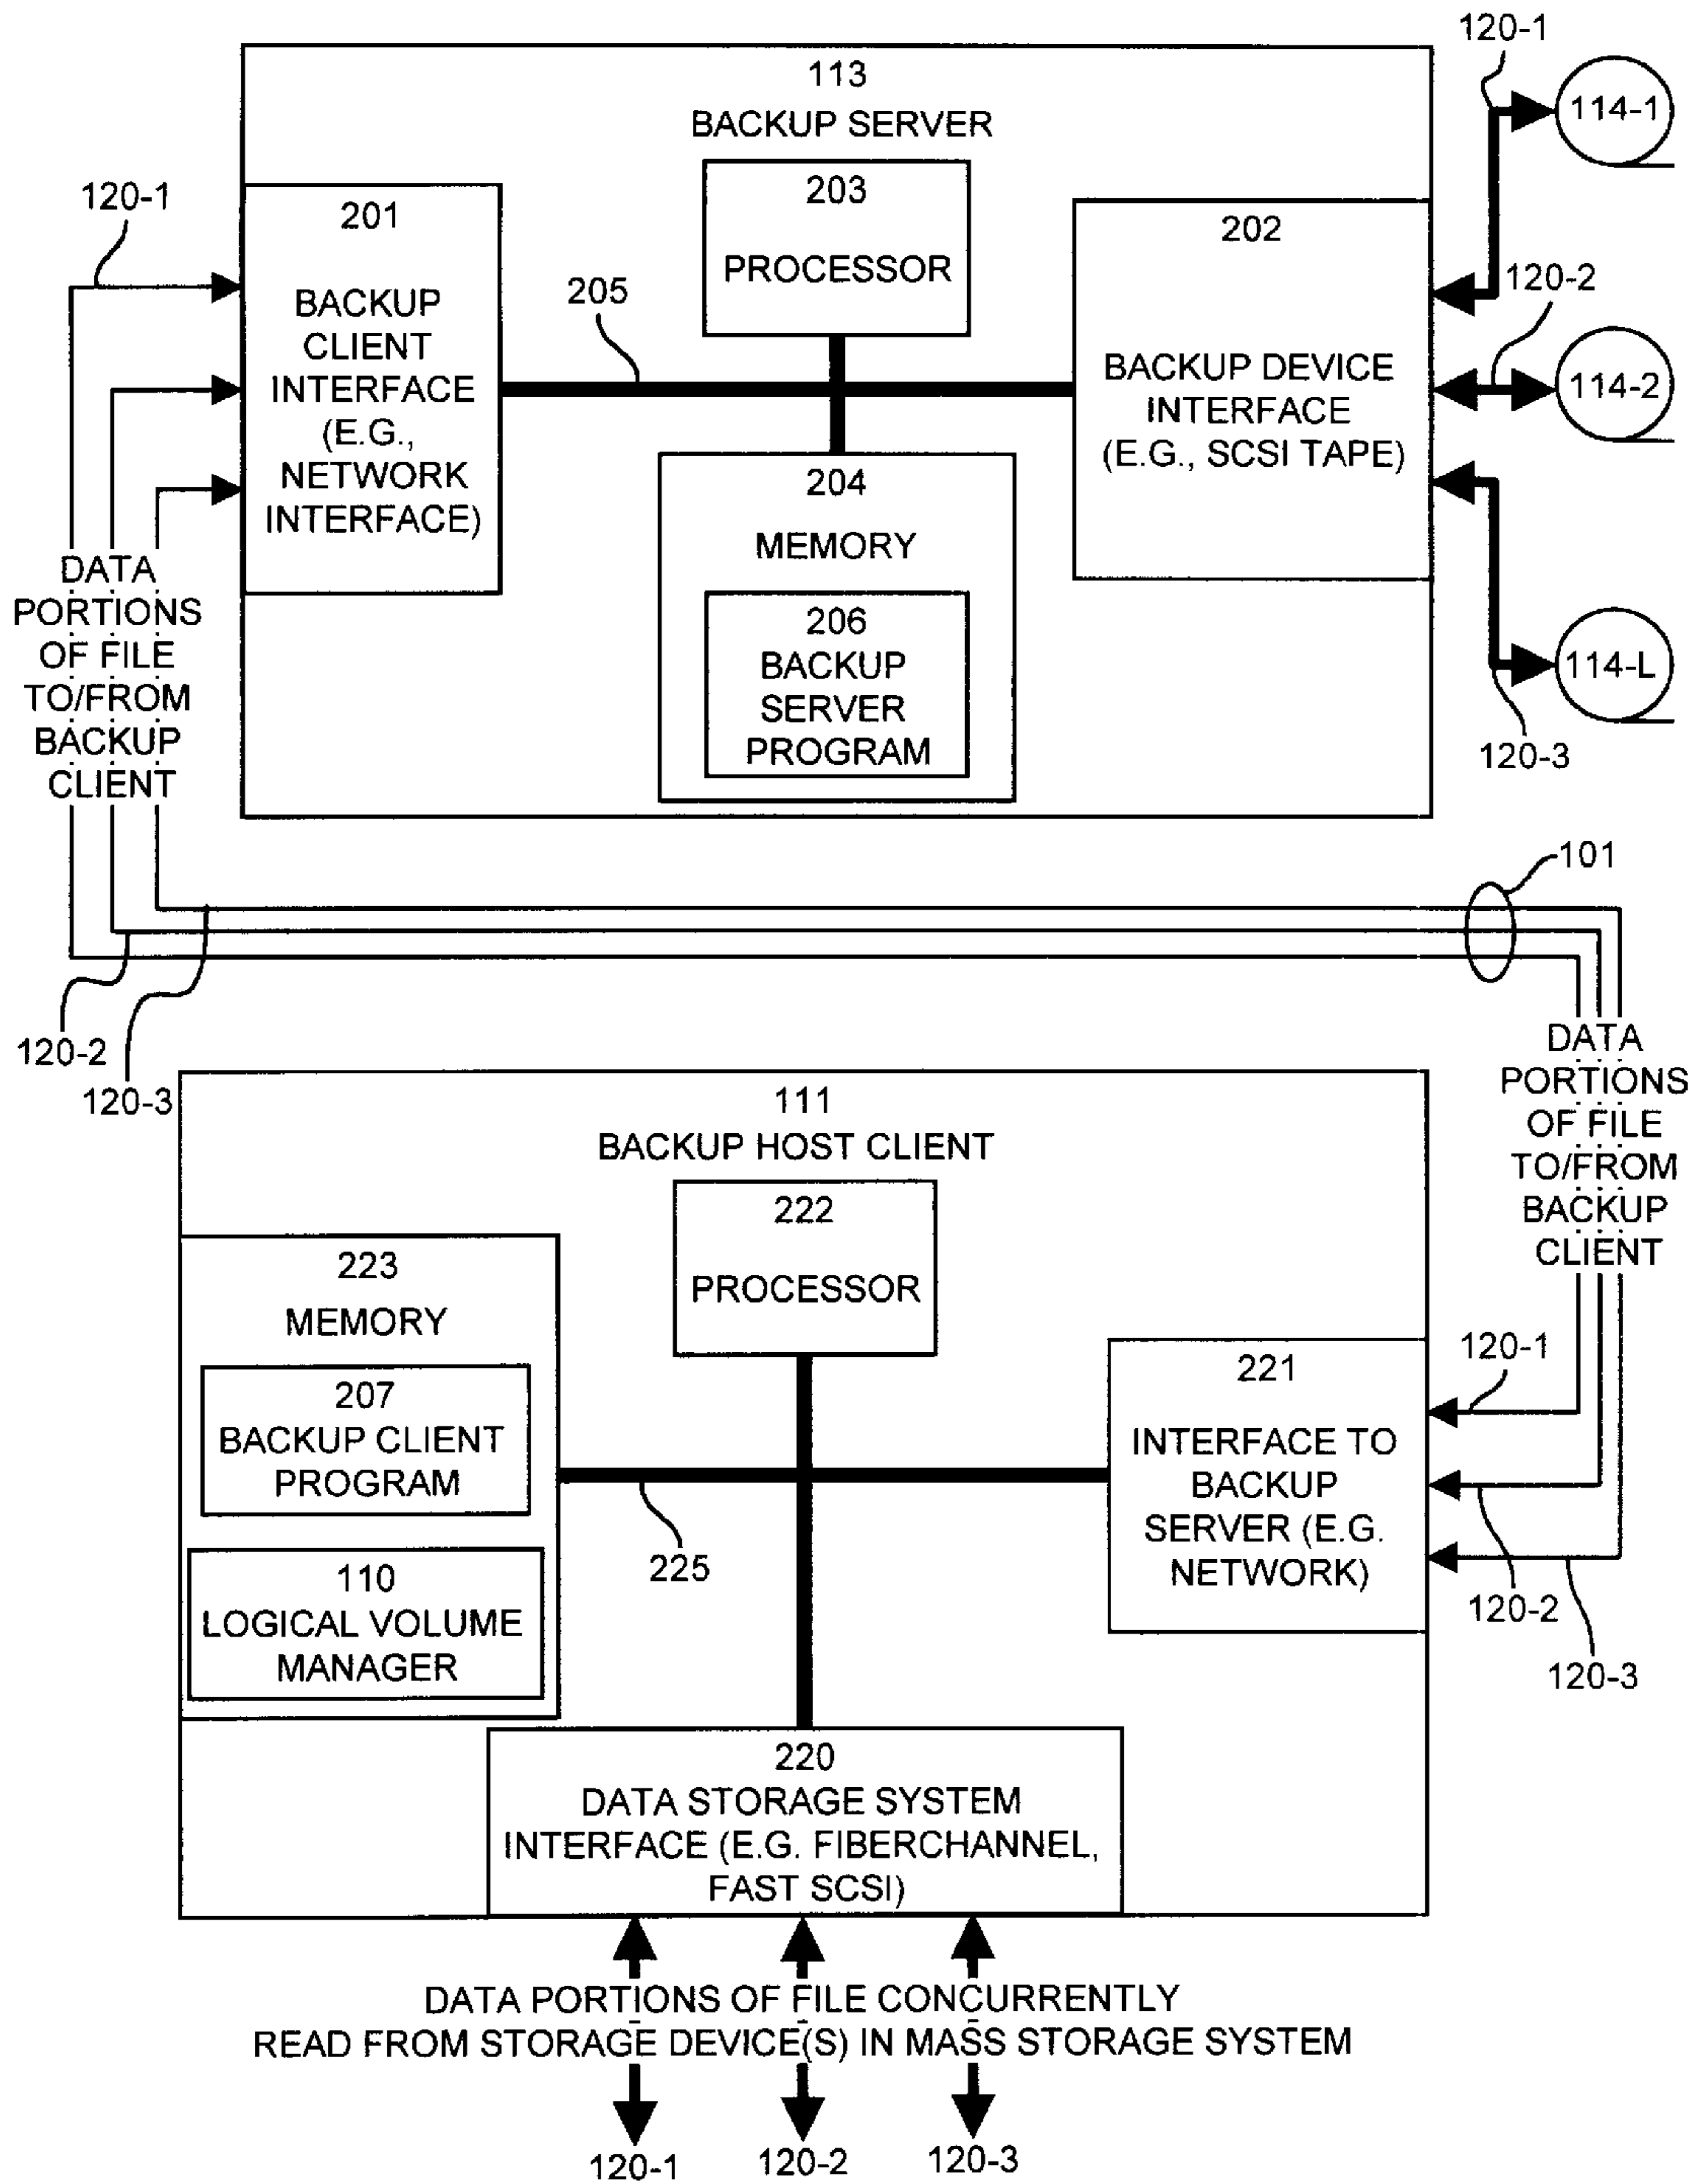 120-1
113
BACKUP SERVER
114-1
120-1
201
BACKUP
CLIENT
INTERFACE
(E.G.,
NETWORK
INTERFACE)
203
PROCESSOR
205
202
BACKUP DEVICE
INTERFACE
(E.G., SCSI TAPE)
120-2
114-2
204
MEMORY
206
BACKUP
SERVER
PROGRAM
DATA
PORTIONS
OF FILE
TO/FROM
BACKUP
CLIENT
114-L
120-3
101
120-2
120-3
DATA
PORTIONS
OF FILE
TO/FROM
BACKUP
CLIENT
111
BACKUP HOST CLIENT
222
PROCESSOR
223
MEMORY
207
BACKUP CLIENT
PROGRAM
110
LOGICAL VOLUME
MANAGER
225
221
INTERFACE TO
BACKUP
SERVER (E.G.
NETWORK)
120-1
120-2
120-3
220
DATA STORAGE SYSTEM
INTERFACE (E.G. FIBERCHANNEL,
FAST SCSI)
DATA PORTIONS OF FILE CONCURRENTLY
READ FROM STORAGE DEVICE(S) IN MASS STORAGE SYSTEM
120-1
120-2
120-3